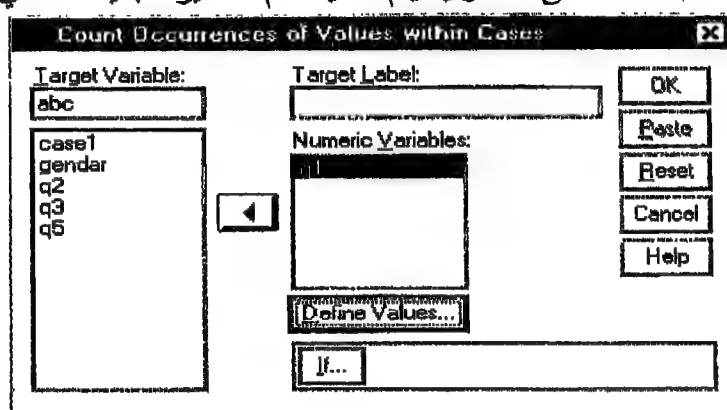 Count Occurrences of Values within Cases
Target Variable:
abc
case1
gendar
q2
q3
q5
Target Label:
Numeric Variables:
q1
Define Values...
If...
OK
Paste
Reset
Cancel
Help